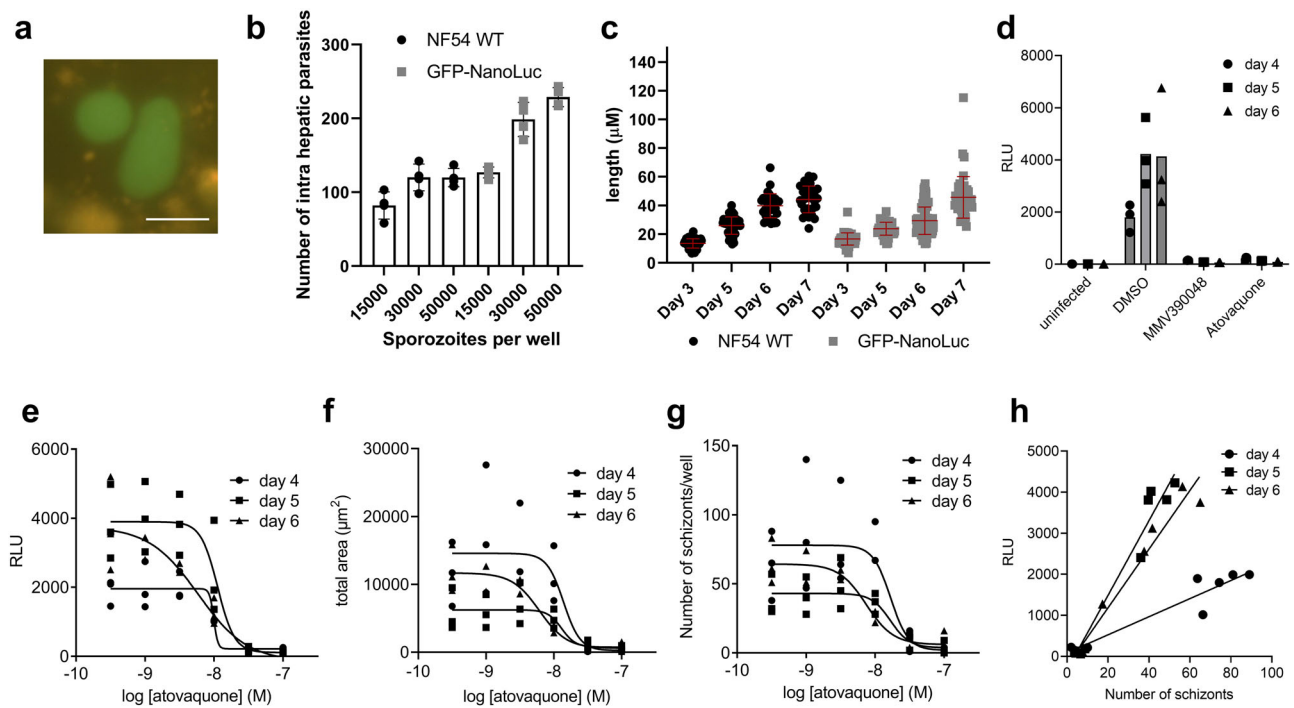 a
b
Number of intra hepatic parasites
300
200
100
0
NF54 WT
GFP-NanoLuc
15000
30000
50000
15000
30000
50000
Sporozoites per well
c
length (μM)
140
120
100
80
60
40
20
0
Day 3
Day 5
Day 6
Day 7
Day 3
Day 5
Day 6
Day 7
NF54 WT
GFP-NanoLuc
d
RLU
8000
6000
4000
2000
0
day 4
day 5
day 6
uninfected
DMSO
MMV390048
Atovaquone
e
RLU
6000
4000
2000
0
day 4
day 5
day 6
-10
-9
-8
-7
log [atovaquone] (M)
f
total area (μm²)
30000
20000
10000
0
day 4
day 5
day 6
-10
-9
-8
-7
log [atovaquone] (M)
g
Number of schizonts/well
150
100
50
0
day 4
day 5
day 6
-10
-9
-8
-7
log [atovaquone] (M)
h
RLU
5000
4000
3000
2000
1000
0
day 4
day 5
day 6
0
20
40
60
80
100
Number of schizonts